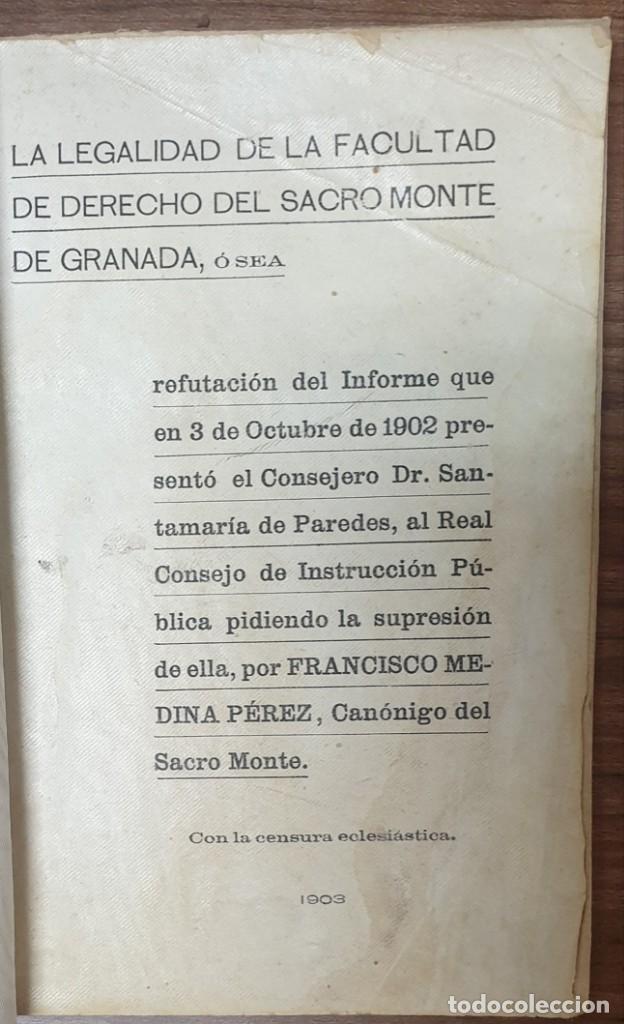 LA LEGALIDAD DE LA FACULTAD
DE DERECHO DEL SACRO MONTE
DE GRANADA, Ó SEA
refutación del Informe que
en 3 de Octubre de 1902 pre-
sentó el Consejero Dr. San-
tamaría de Paredes, al Real
Consejo de Instrucción Pú-
blica pidiendo la supresión
de ella, por FRANCISCO ME-
DINA PÉREZ, Canónigo del
Sacro Monte.
Con la censura eclesiástica.
1903
todocoleccion